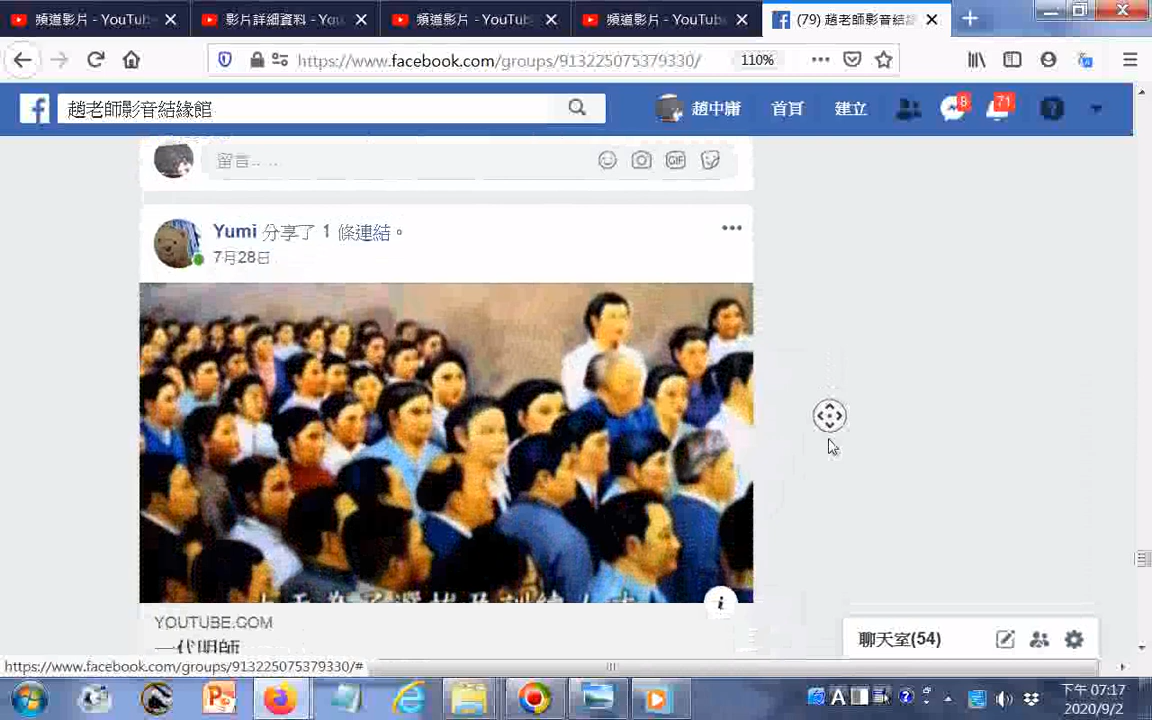 頻道影片 - YouTub
影片詳細資料 - You
頻道影片 - YouTub
頻道影片 - YouTub
(79) 趙老師影音結緣
https://www.facebook.com/groups/913225075379330/
110%
趙老師影音結緣館
趙中庸
首頁
建立
8
71
留言……
GIF
Yumi 分享了 1 條連結。
7月28日
YOUTUBE.COM
一代明師
聊天室(54)
https://www.facebook.com/groups/913225075379330/#
A
下午 07:17
2020/9/2